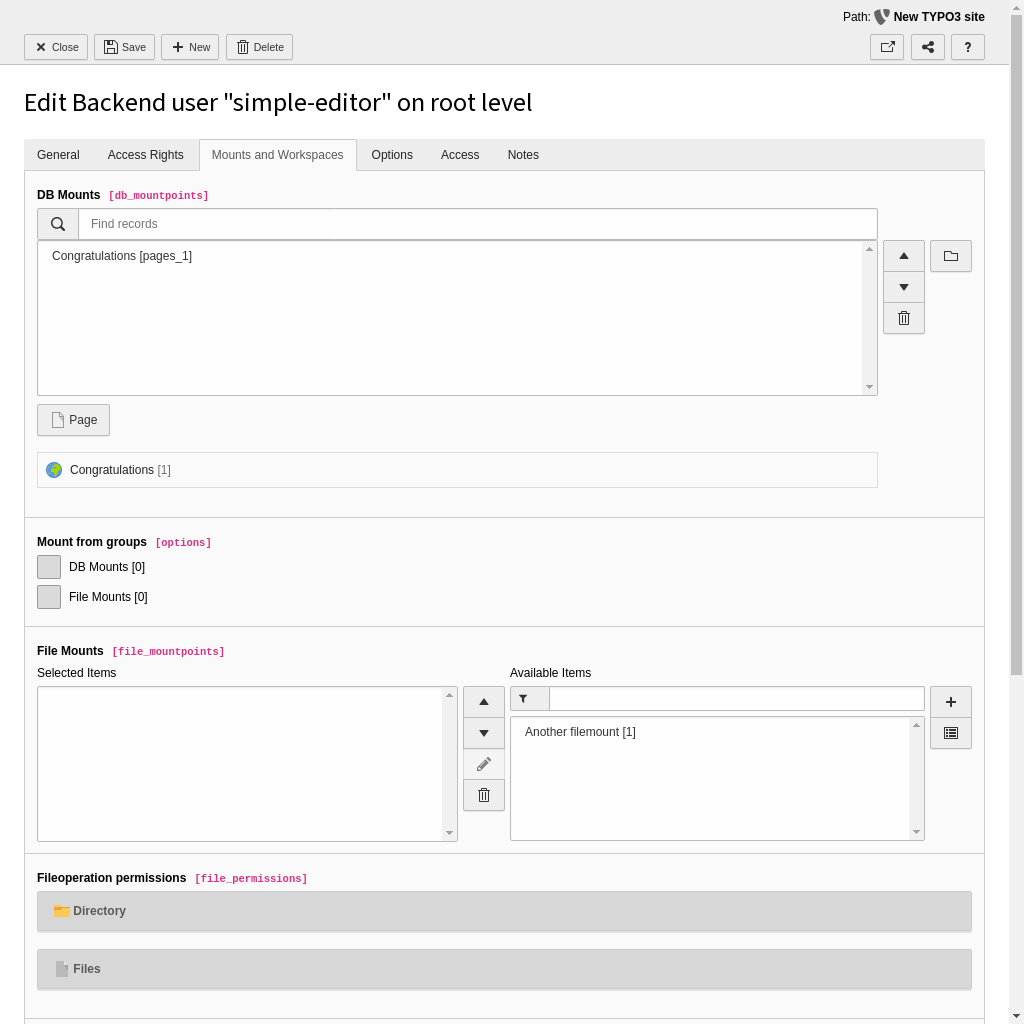 Path: New TYPO3 site
Close Save New Delete ?
Edit Backend user "simple-editor" on root level
General Access Rights Mounts and Workspaces Options Access Notes
DB Mounts [db_mountpoints]
Find records
Congratulations [pages_1]
Page
Congratulations [1]
Mount from groups [options]
DB Mounts [0]
File Mounts [0]
File Mounts [file_mountpoints]
Selected Items Available Items
Another filemount [1]
Fileoperation permissions [file_permissions]
Directory
Files